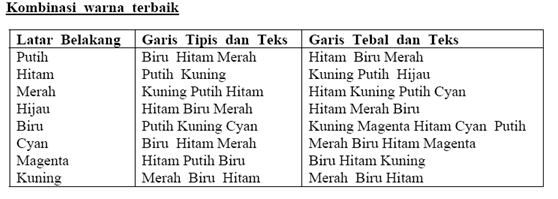 Kombinasi warna terbaik
Latar Belakang Garis Tipis dan Teks Garis Tebal dan Teks
Putih Biru Hitam Merah Hitam Biru Merah
Hitam Putih Kuning Kuning Putih Hijau
Merah Kuning Putih Hitam Hitam Kuning Putih Cyan
Hijau Hitam Biru Merah Hitam Merah Biru
Biru Putih Kuning Cyan Kuning Magenta Hitam Cyan Putih
Cyan Biru Hitam Merah Merah Biru Hitam Magenta
Magenta Hitam Putih Biru Biru Hitam Kuning
Kuning Merah Biru Hitam Merah Biru Hitam